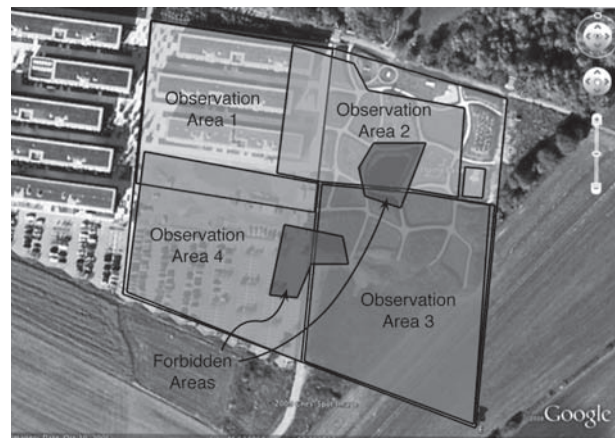 Observation
Area 1
Observation
Area 2
Observation
Area 4
Observation
Area 3
Forbidden
Areas
Google